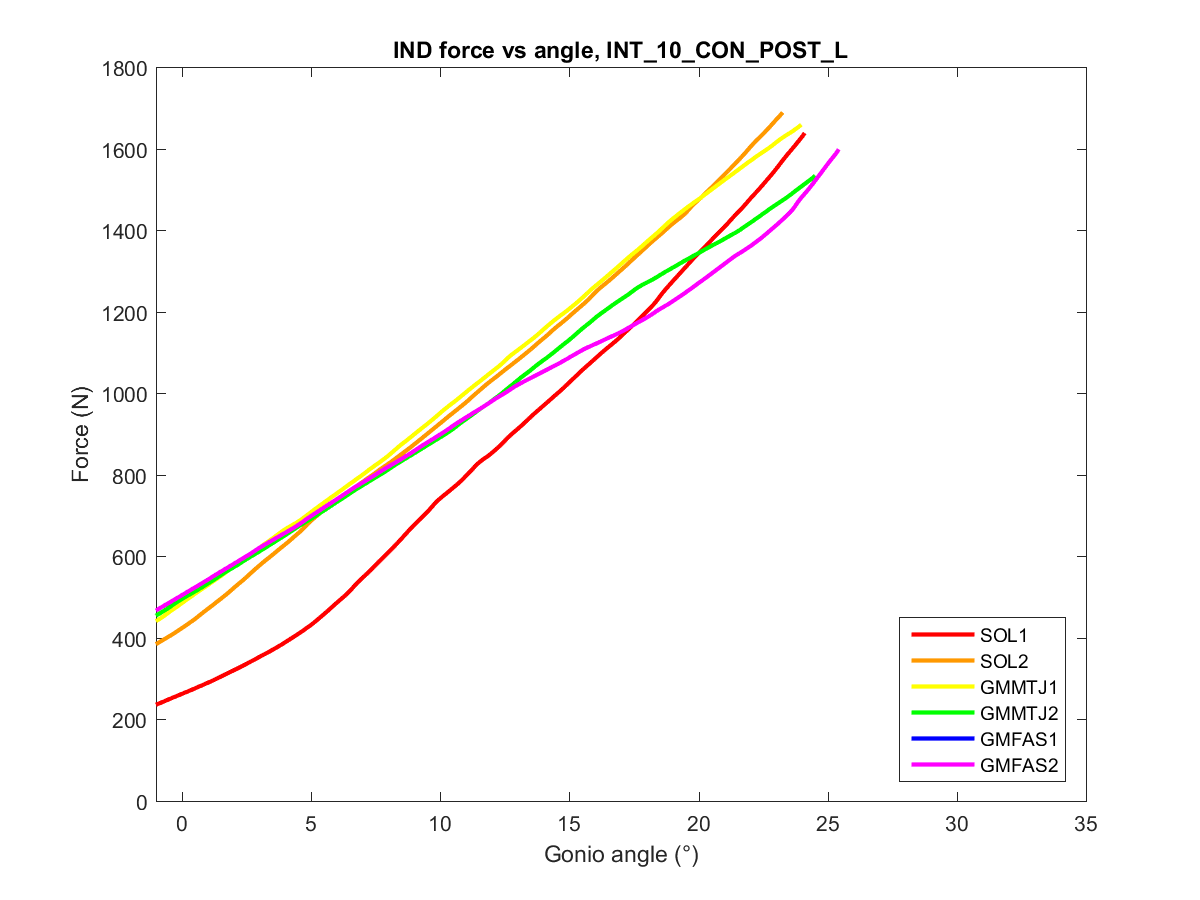 IND force vs angle, INT_10_CON_POST_L
1800
1600
1400
1200
1000
800
600
400
200
0
Force (N)
0 5 10 15 20 25 30 35
Gonio angle (°)
SOL1
SOL2
GMMTJ1
GMMTJ2
GMFAS1
GMFAS2